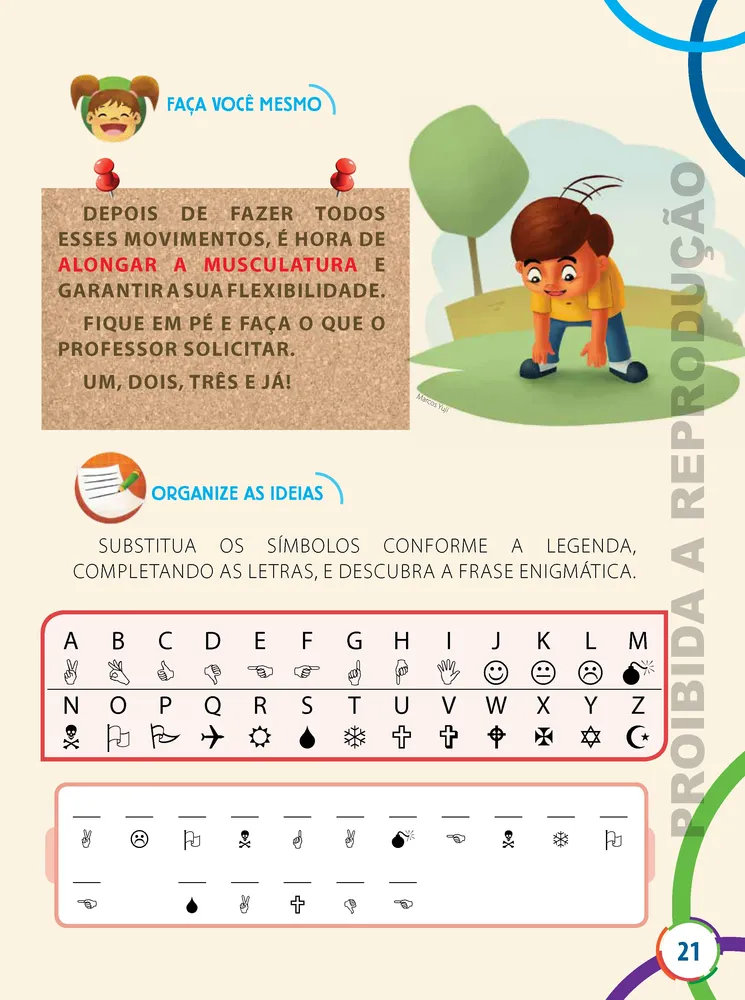 FAÇA VOCÊ MESMO
DEPOIS DE FAZER TODOS
ESSES MOVIMENTOS, É HORA DE
ALONGAR A MUSCULATURA E
GARANTIR A SUA FLEXIBILIDADE.
FIQUE EM PÉ E FAÇA O QUE O
PROFESSOR SOLICITAR.
UM, DOIS, TRÊS E JÁ!
Marcos Yuji
ORGANIZE AS IDEIAS
SUBSTITUA OS SÍMBOLOS CONFORME A LEGENDA,
COMPLETANDO AS LETRAS, E DESCUBRA A FRASE ENIGMÁTICA.
A B C D E F G H I J K L M
N O P Q R S T U V W X Y Z
PROIBIDA A REPRODUÇÃO
21